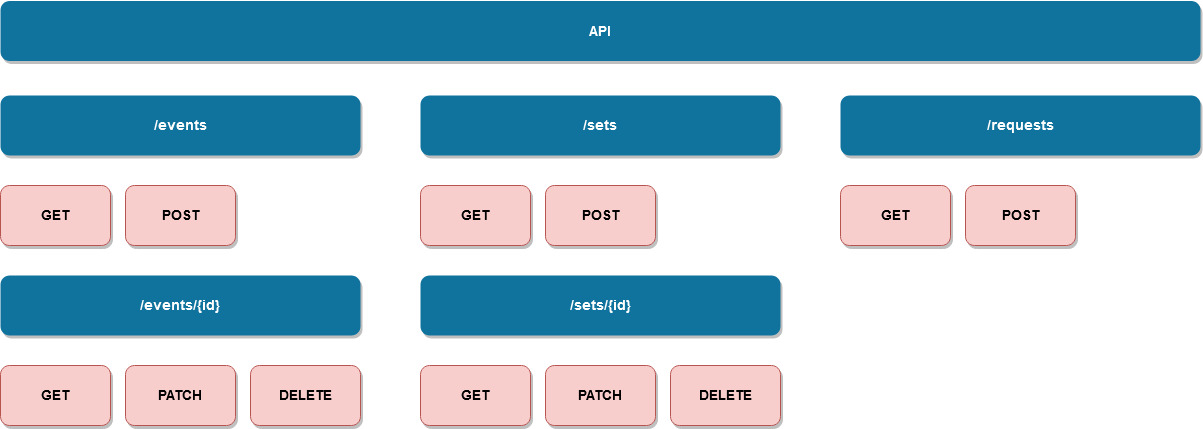 API
/events
/sets
/requests
GET
POST
GET
POST
GET
POST
/events/{id}
/sets/{id}
GET
PATCH
DELETE
GET
PATCH
DELETE